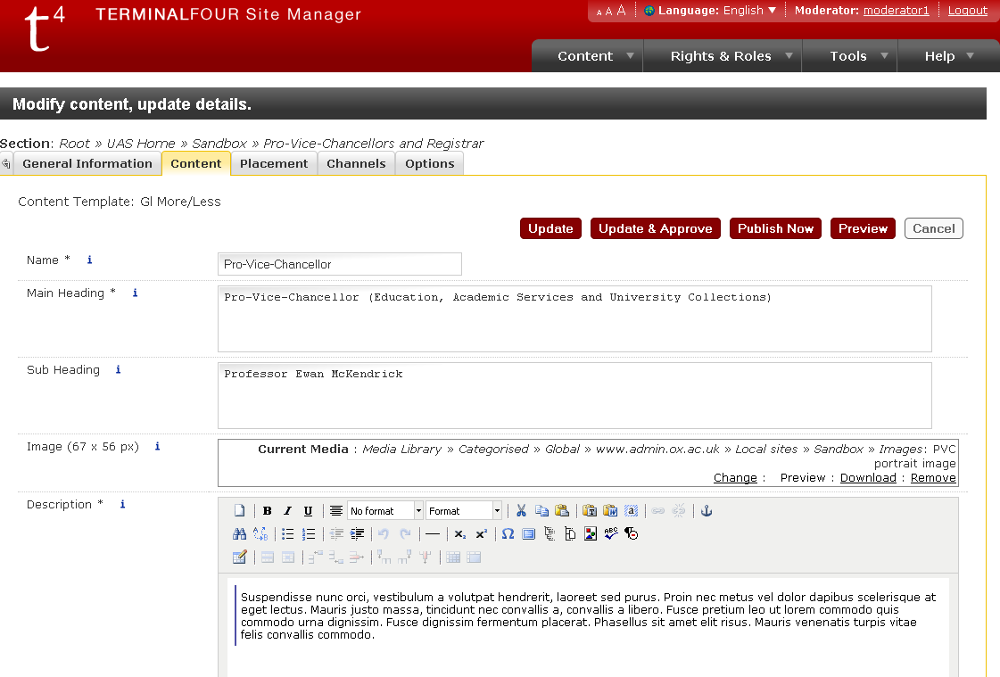 t4 TERMINALFOUR Site Manager
A A A Language: English Moderator: moderator1 Logout
Content Rights & Roles Tools Help
Modify content, update details.
Section: Root » UAS Home » Sandbox » Pro-Vice-Chancellors and Registrar
General Information Content Placement Channels Options
Content Template: Gl More/Less
Update Update & Approve Publish Now Preview Cancel
Name * i Pro-Vice-Chancellor
Main Heading * i Pro-Vice-Chancellor (Education, Academic Services and University Collections)
Sub Heading i Professor Ewan McKendrick
Image (67 x 56 px) i Current Media : Media Library » Categorised » Global » www.admin.ox.ac.uk » Local sites » Sandbox » Images: PVC
portrait image
Change : Preview : Download : Remove
Description * i
B I U No format Format
x₂ x² Ω ABC
Suspendisse nunc orci, vestibulum a volutpat hendrerit, laoreet sed purus. Proin nec metus vel dolor dapibus scelerisque at
eget lectus. Mauris justo massa, tincidunt nec convallis a, convallis a libero. Fusce pretium leo ut lorem commodo quis
commodo urna dignissim. Fusce dignissim fermentum placerat. Phasellus sit amet elit risus. Mauris venenatis turpis vitae
felis convallis commodo.